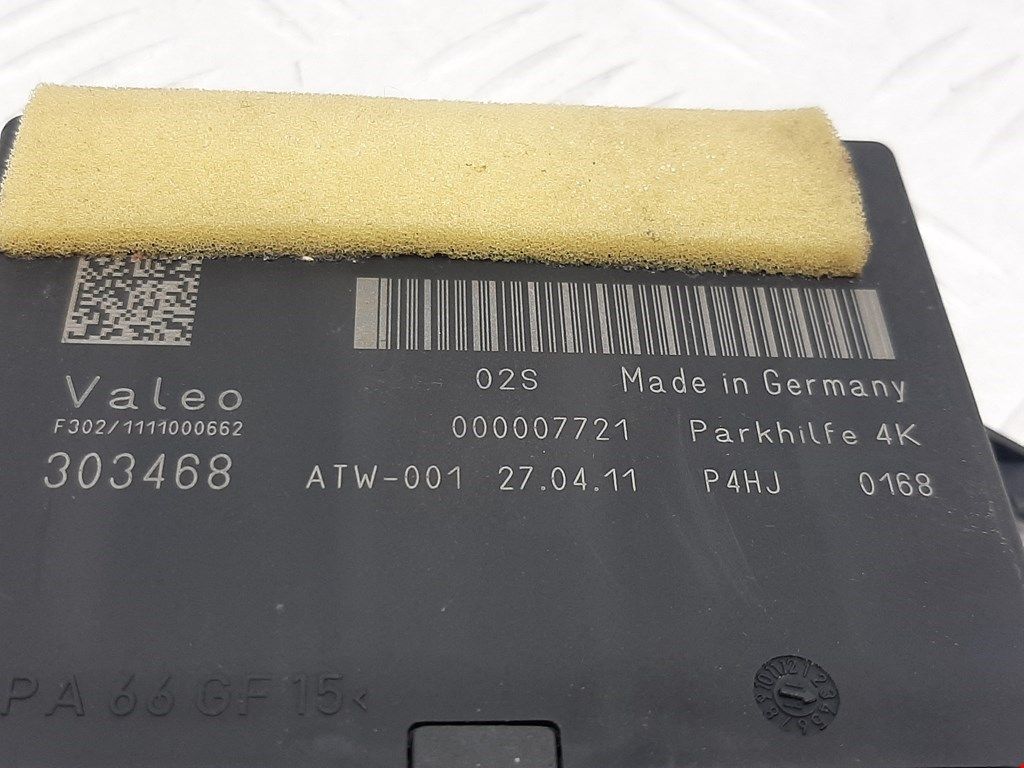 02S Made in Germany
Valeo
F302/1111000662 000007721 Parkhilfe 4K
303468 ATW-001 27.04.11 P4HJ 0168
PA 66 GF 15<